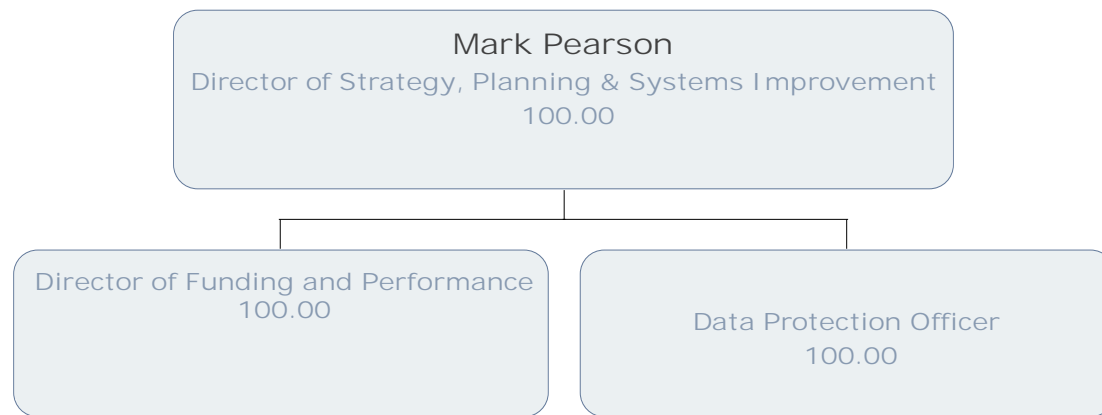 Mark Pearson
Director of Strategy, Planning & Systems Improvement
100.00
Director of Funding and Performance
100.00
Data Protection Officer
100.00